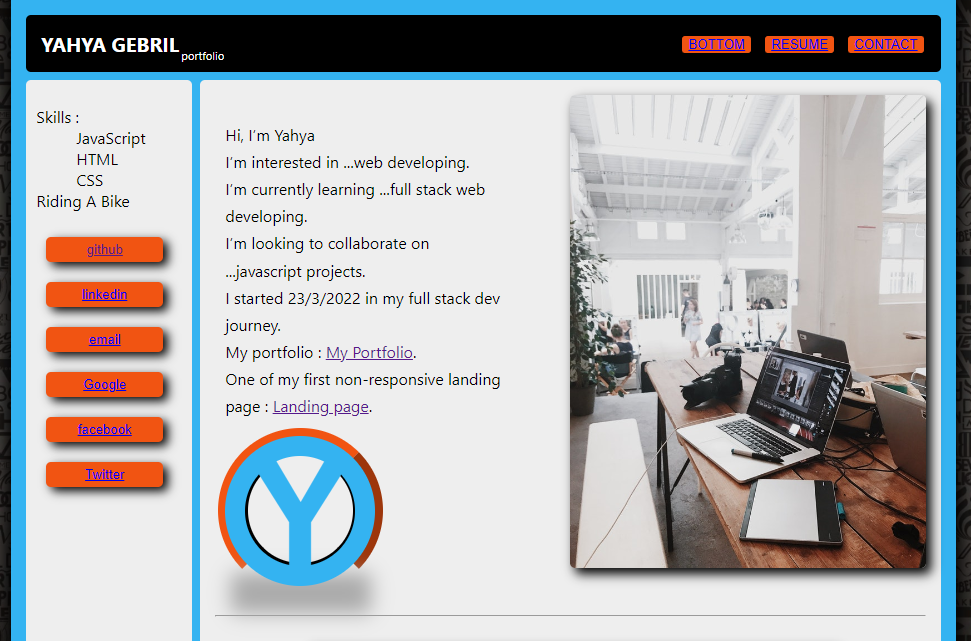 YAHYA GEBRIL portfolio
BOTTOM RESUME CONTACT
Skills :
JavaScript
HTML
CSS
Riding A Bike
github
linkedin
email
Google
facebook
Twitter
Hi, I'm Yahya
I'm interested in ...web developing.
I'm currently learning ...full stack web
developing.
I'm looking to collaborate on
...javascript projects.
I started 23/3/2022 in my full stack dev
journey.
My portfolio : My Portfolio.
One of my first non-responsive landing
page : Landing page.
Y